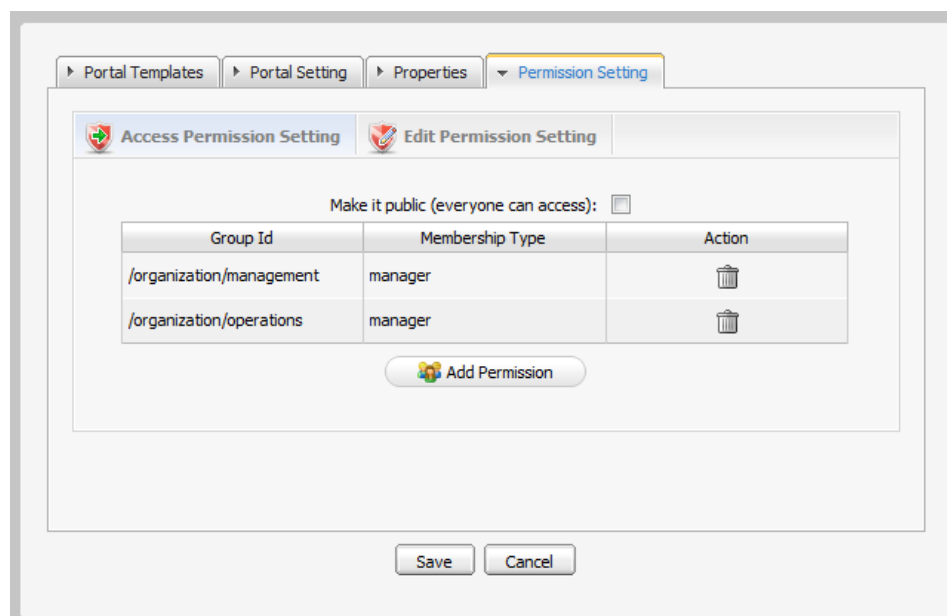 Portal Templates Portal Setting Properties Permission Setting
Access Permission Setting Edit Permission Setting
Make it public (everyone can access):
Group Id Membership Type Action
/organization/management manager
/organization/operations manager
Add Permission
Save Cancel